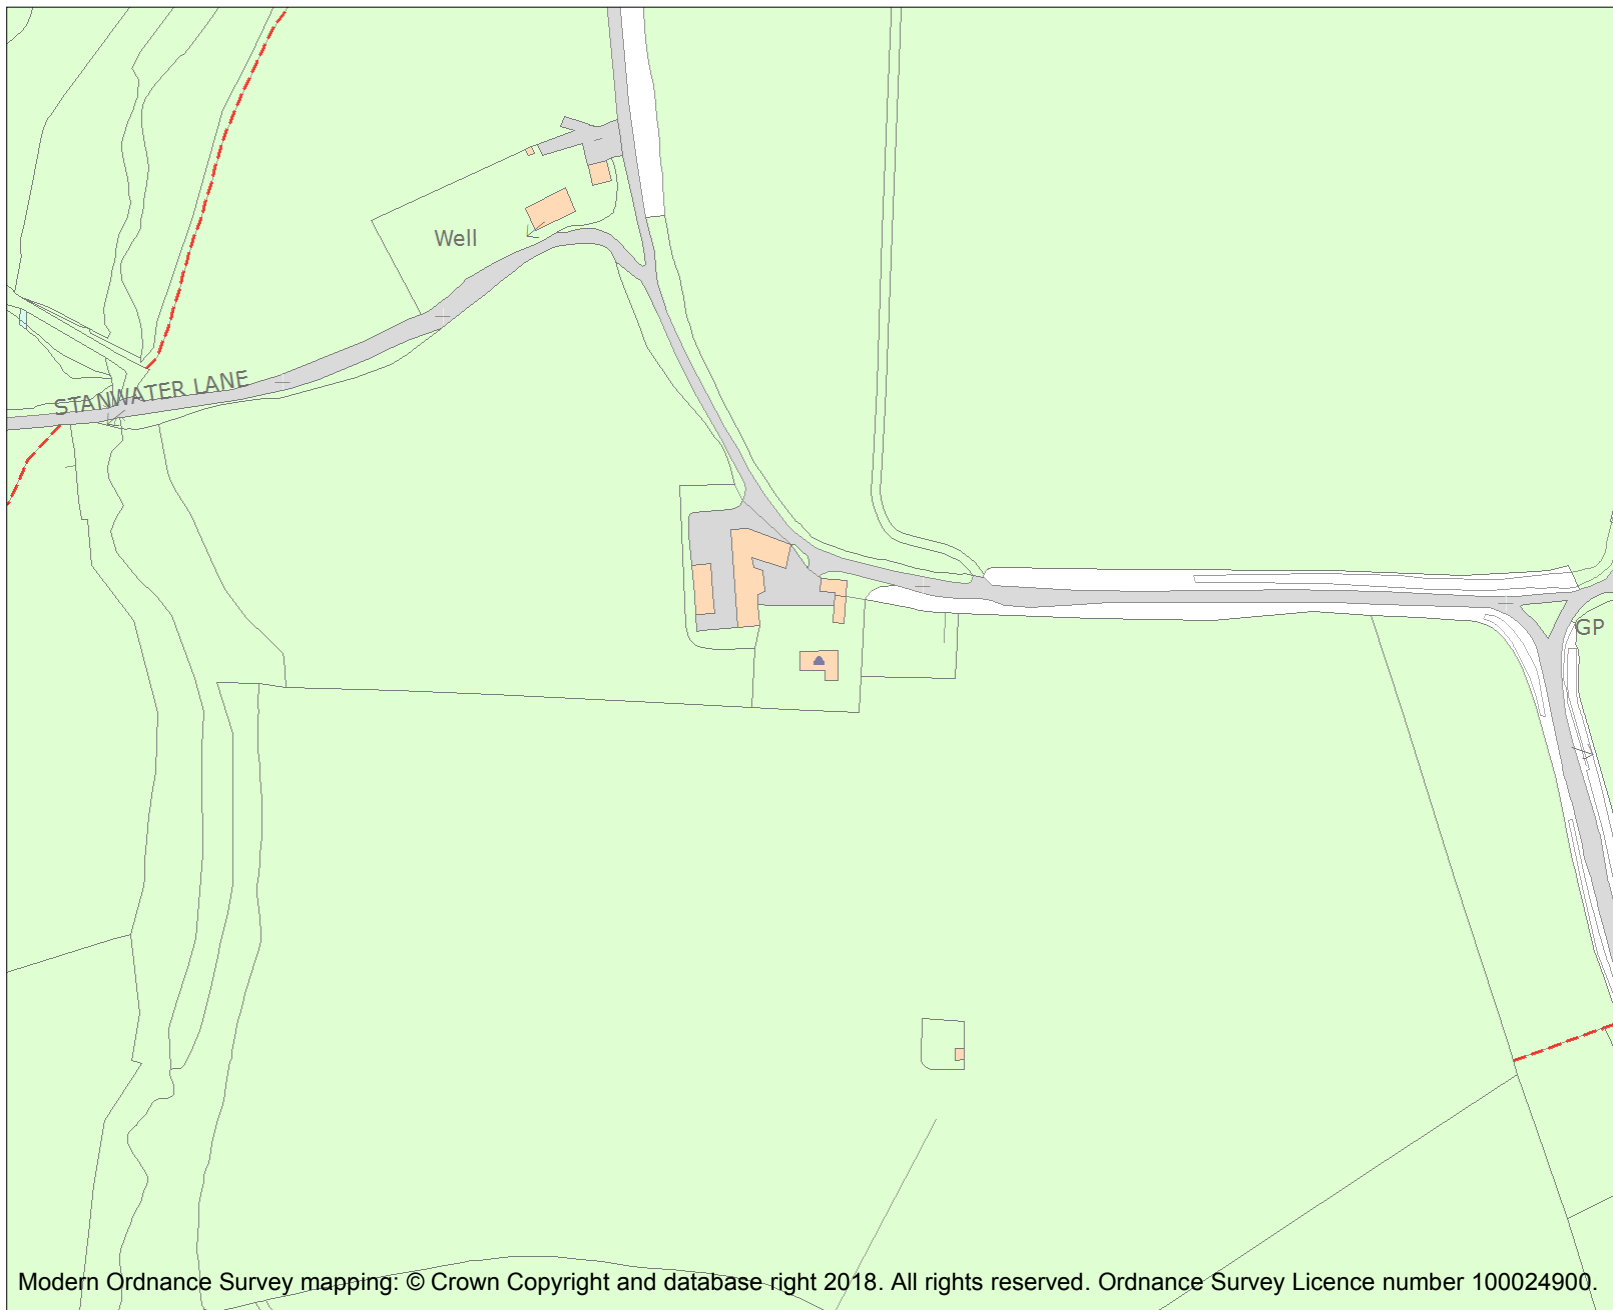 Well
STANWATER LANE
GP
Modern Ordnance Survey mapping: © Crown Copyright and database right 2018. All rights reserved. Ordnance Survey Licence number 100024900.